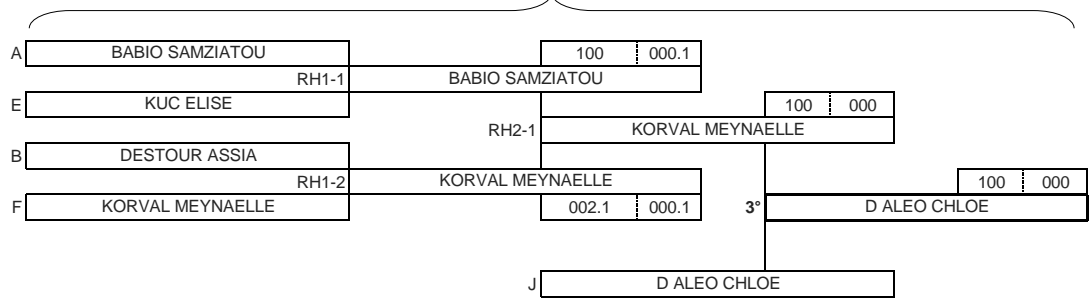 A BABIO SAMZIATOU 100 000.1
RH1-1 BABIO SAMZIATOU
E KUC ELISE 100 000
RH2-1 KORVAL MEYNAELLE
B DESTOUR ASSIA
RH1-2 KORVAL MEYNAELLE 100 000
F KORVAL MEYNAELLE 002.1 000.1 3° D ALEO CHLOE
J D ALEO CHLOE